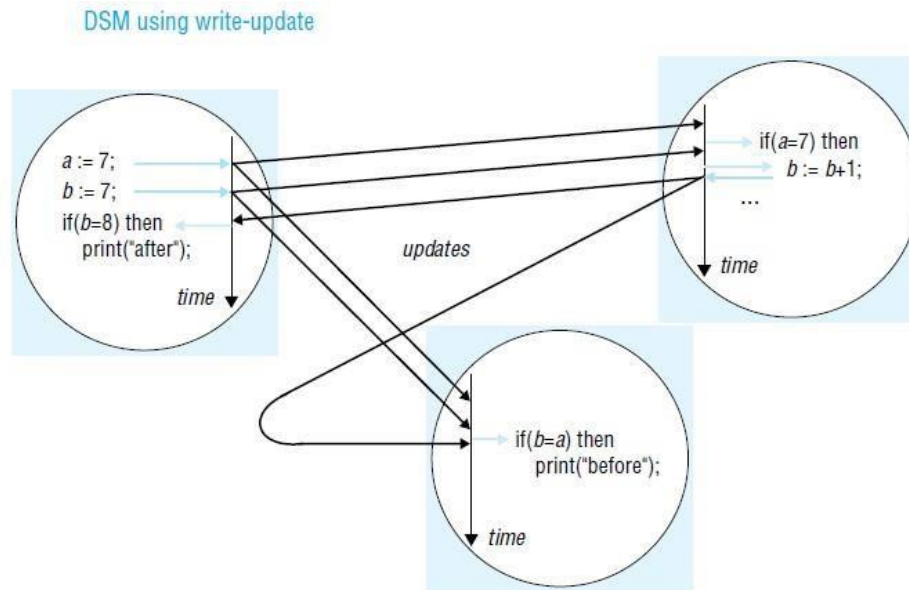 DSM using write-update
a := 7;
b := 7;
if(b=8) then
print("after");
time
updates
if(a=7) then
b := b+1;
...
time
if(b=a) then
print("before");
time